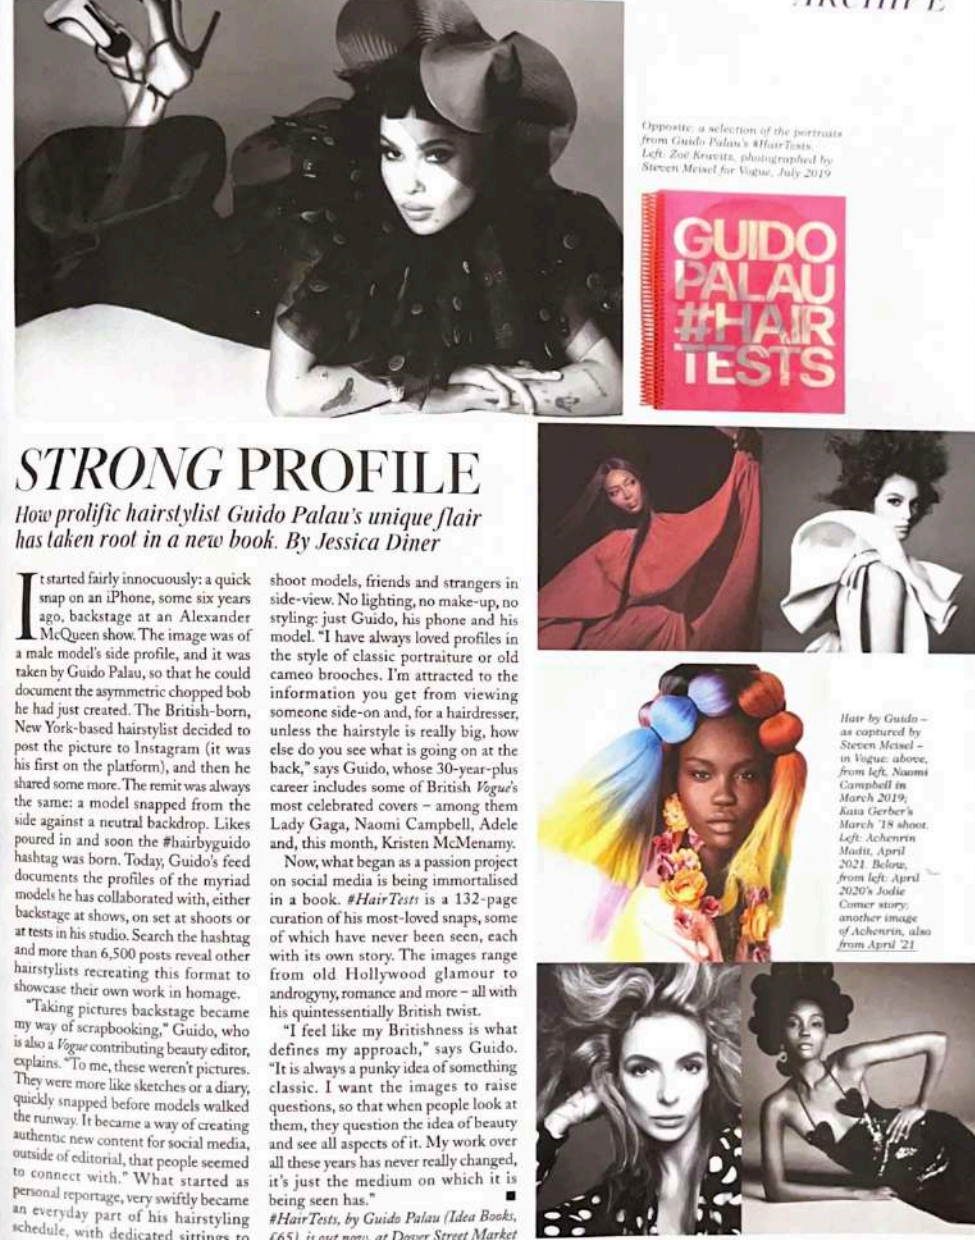 Opposite: a selection of the portraits
from Guido Palau's #HairTests.
Left: Zoë Kravitz, photographed by
Steven Meisel for Vogue, July 2019
GUIDO
PALAU
#HAIR
TESTS
STRONG PROFILE
How prolific hairstylist Guido Palau's unique flair
has taken root in a new book. By Jessica Diner
It started fairly innocuously: a quick
snap on an iPhone, some six years
ago, backstage at an Alexander
McQueen show. The image was of
a male model's side profile, and it was
taken by Guido Palau, so that he could
document the asymmetric chopped bob
he had just created. The British-born,
New York-based hairstylist decided to
post the picture to Instagram (it was
his first on the platform), and then he
shared some more. The remit was always
the same: a model snapped from the
side against a neutral backdrop. Likes
poured in and soon the #hairbyguido
hashtag was born. Today, Guido's feed
documents the profiles of the myriad
models he has collaborated with, either
backstage at shows, on set at shoots or
at tests in his studio. Search the hashtag
and more than 6,500 posts reveal other
hairstylists recreating this format to
showcase their own work in homage.
"Taking pictures backstage became
my way of scrapbooking," Guido, who
is also a Vogue contributing beauty editor,
explains. "To me, these weren't pictures.
They were more like sketches or a diary,
quickly snapped before models walked
the runway. It became a way of creating
authentic new content for social media,
outside of editorial, that people seemed
to connect with." What started as
personal reportage, very swiftly became
an everyday part of his hairstyling
schedule, with dedicated sittings to
shoot models, friends and strangers in
side-view. No lighting, no make-up, no
styling: just Guido, his phone and his
model. "I have always loved profiles in
the style of classic portraiture or old
cameo brooches. I'm attracted to the
information you get from viewing
someone side-on and, for a hairdresser,
unless the hairstyle is really big, how
else do you see what is going on at the
back," says Guido, whose 30-year-plus
career includes some of British Vogue's
most celebrated covers – among them
Lady Gaga, Naomi Campbell, Adele
and, this month, Kristen McMenamy.
Now, what began as a passion project
on social media is being immortalised
in a book. #HairTests is a 132-page
curation of his most-loved snaps, some
of which have never been seen, each
with its own story. The images range
from old Hollywood glamour to
androgyny, romance and more – all with
his quintessentially British twist.
"I feel like my Britishness is what
defines my approach," says Guido.
"It is always a punky idea of something
classic. I want the images to raise
questions, so that when people look at
them, they question the idea of beauty
and see all aspects of it. My work over
all these years has never really changed,
it's just the medium on which it is
being seen has." ■
#HairTests, by Guido Palau (Idea Books,
£65), is out now, at Dover Street Market
Hair by Guido –
as captured by
Steven Meisel –
in Vogue: above,
from left, Naomi
Campbell in
March 2019;
Kaia Gerber's
March '18 shoot.
Left: Achenrin
Madit, April
2021. Below,
from left: April
2020's Jodie
Comer story;
another image
of Achenrin, also
from April '21